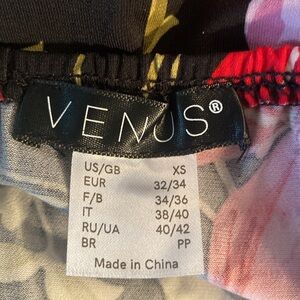 VENUS®
US/GB XS
EUR 32/34
F/B 34/36
IT 38/40
RU/UA 40/42
BR PP
Made in China